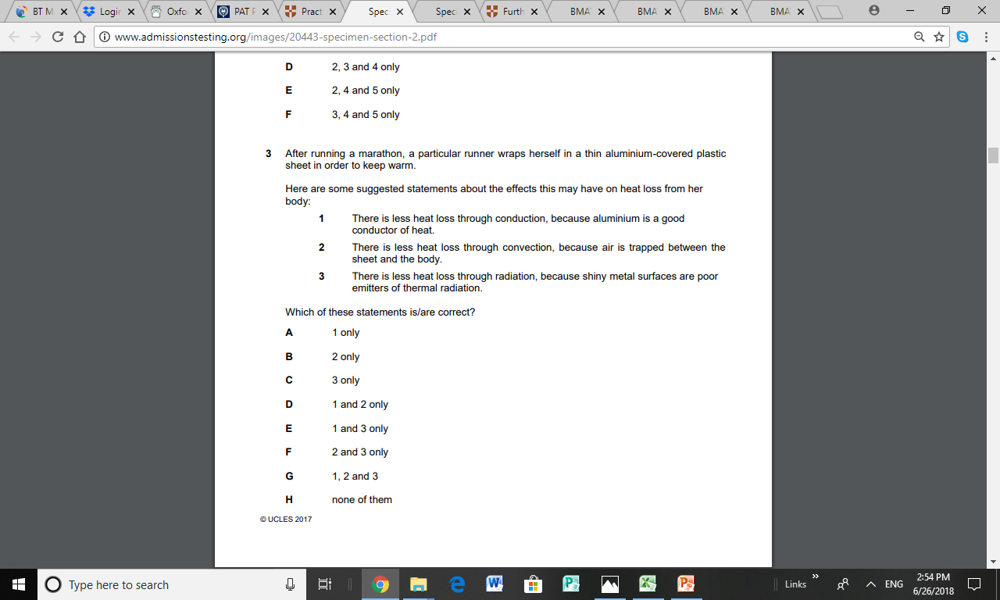 BT M
Login
Oxfo
PAT P
Pract
Spec
Spec
Furth
BMA
BMA
BMA
BMA
www.admissionstesting.org/images/20443-specimen-section-2.pdf
D 2, 3 and 4 only
E 2, 4 and 5 only
F 3, 4 and 5 only
3 After running a marathon, a particular runner wraps herself in a thin aluminium-covered plastic
sheet in order to keep warm.
Here are some suggested statements about the effects this may have on heat loss from her
body:
1 There is less heat loss through conduction, because aluminium is a good
conductor of heat.
2 There is less heat loss through convection, because air is trapped between the
sheet and the body.
3 There is less heat loss through radiation, because shiny metal surfaces are poor
emitters of thermal radiation.
Which of these statements is/are correct?
A 1 only
B 2 only
C 3 only
D 1 and 2 only
E 1 and 3 only
F 2 and 3 only
G 1, 2 and 3
H none of them
© UCLES 2017
Type here to search
Links
ENG
2:54 PM
6/26/2018